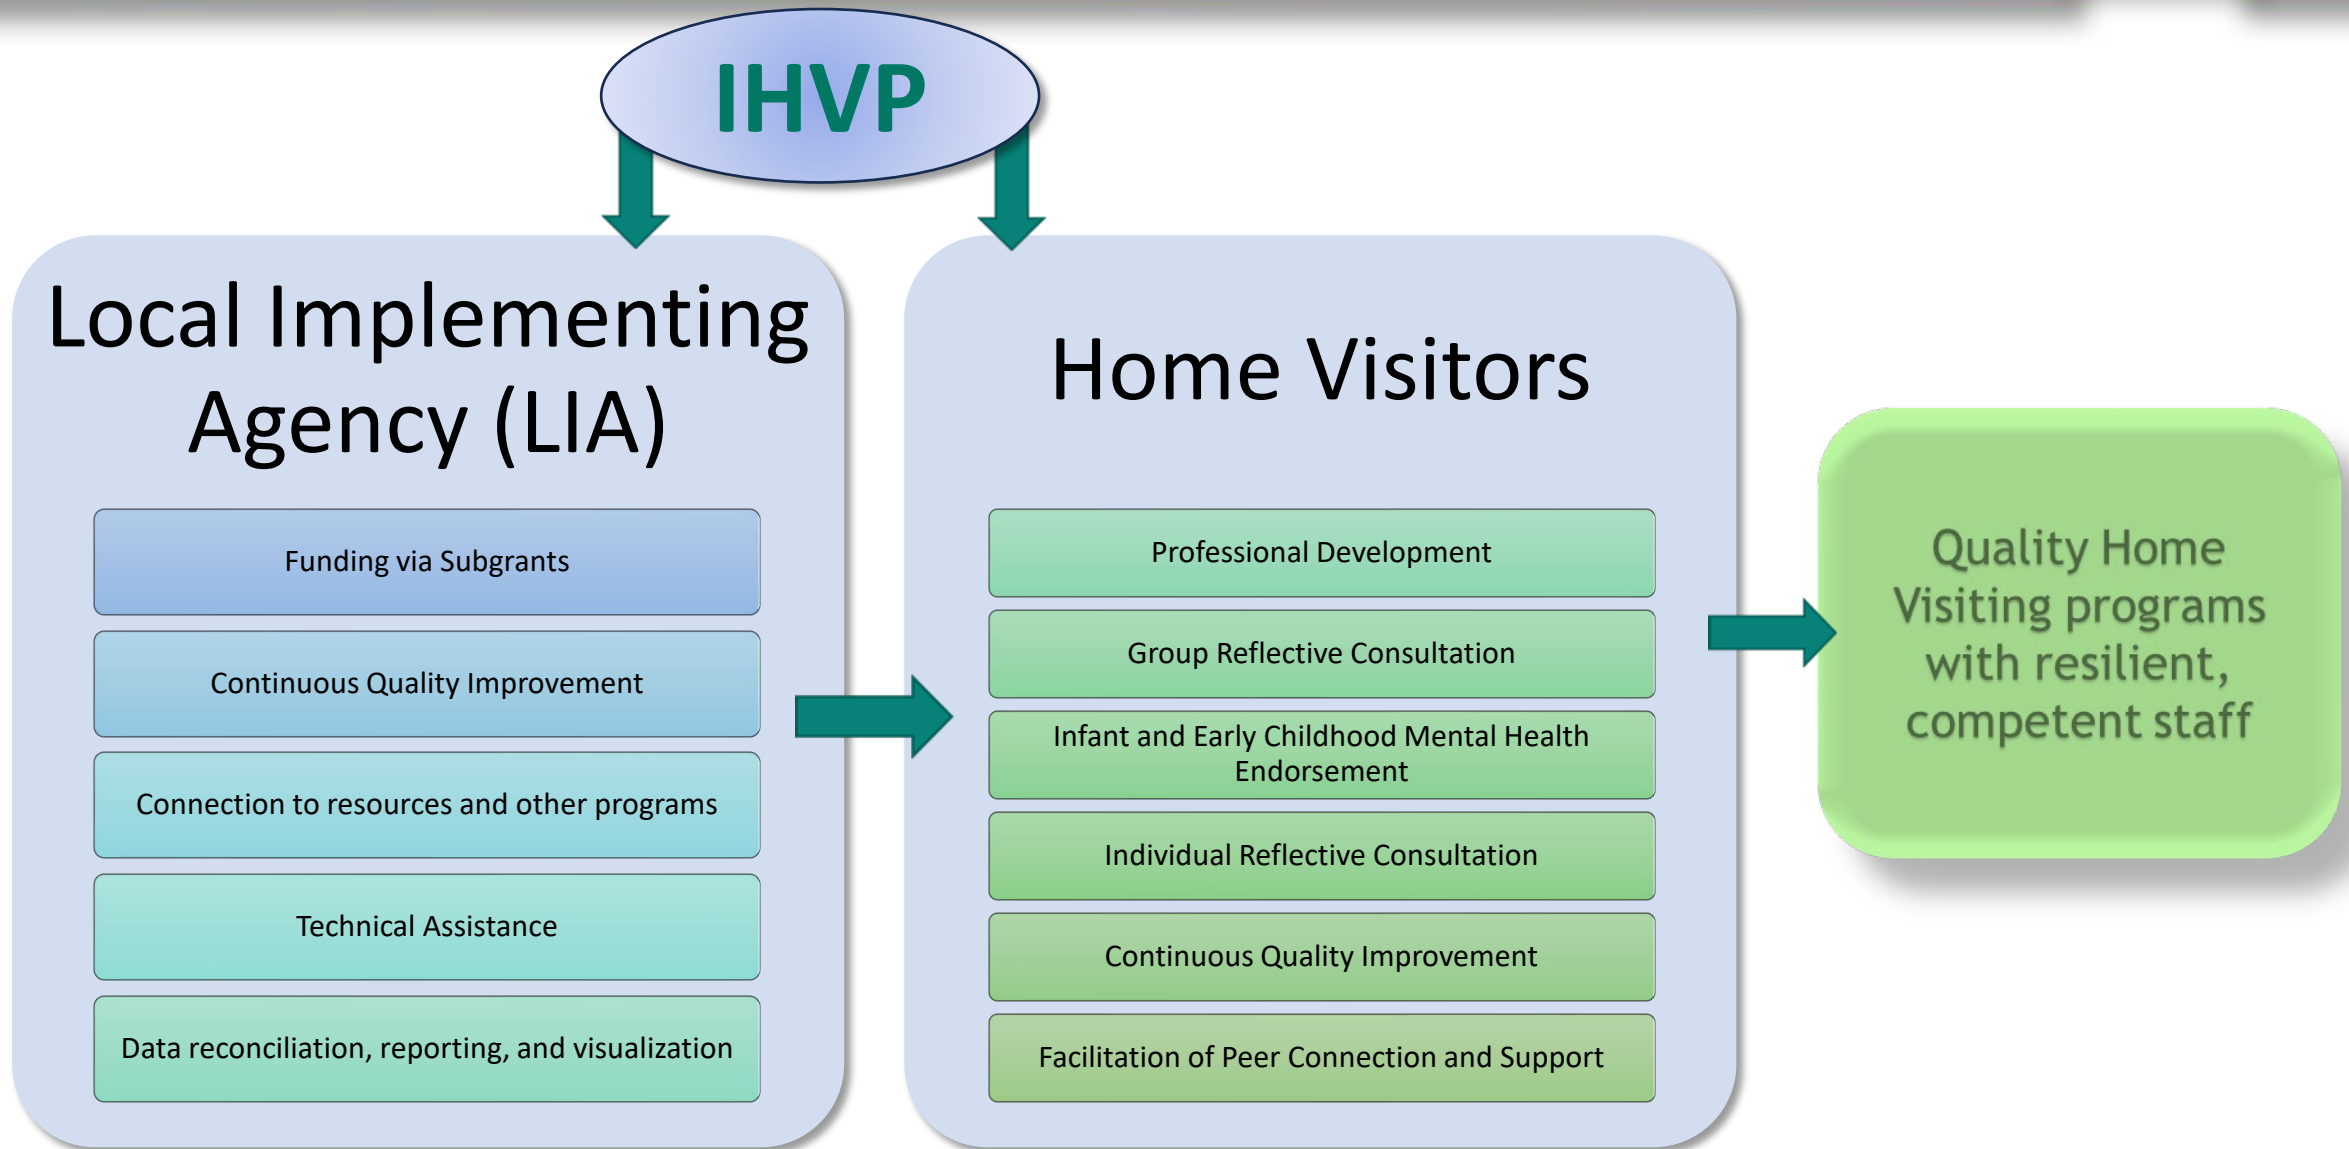 IHVP
Local Implementing
Agency (LIA)
Funding via Subgrants
Continuous Quality Improvement
Connection to resources and other programs
Technical Assistance
Data reconciliation, reporting, and visualization
Home Visitors
Professional Development
Group Reflective Consultation
Infant and Early Childhood Mental Health
Endorsement
Individual Reflective Consultation
Continuous Quality Improvement
Facilitation of Peer Connection and Support
Quality Home
Visiting programs
with resilient,
competent staff